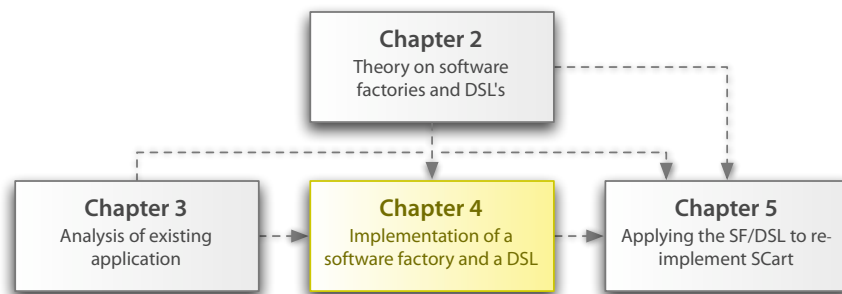 Chapter 2
Theory on software
factories and DSL's
Chapter 3
Analysis of existing
application
Chapter 4
Implementation of a
software factory and a DSL
Chapter 5
Applying the SF/DSL to re-
implement SCart